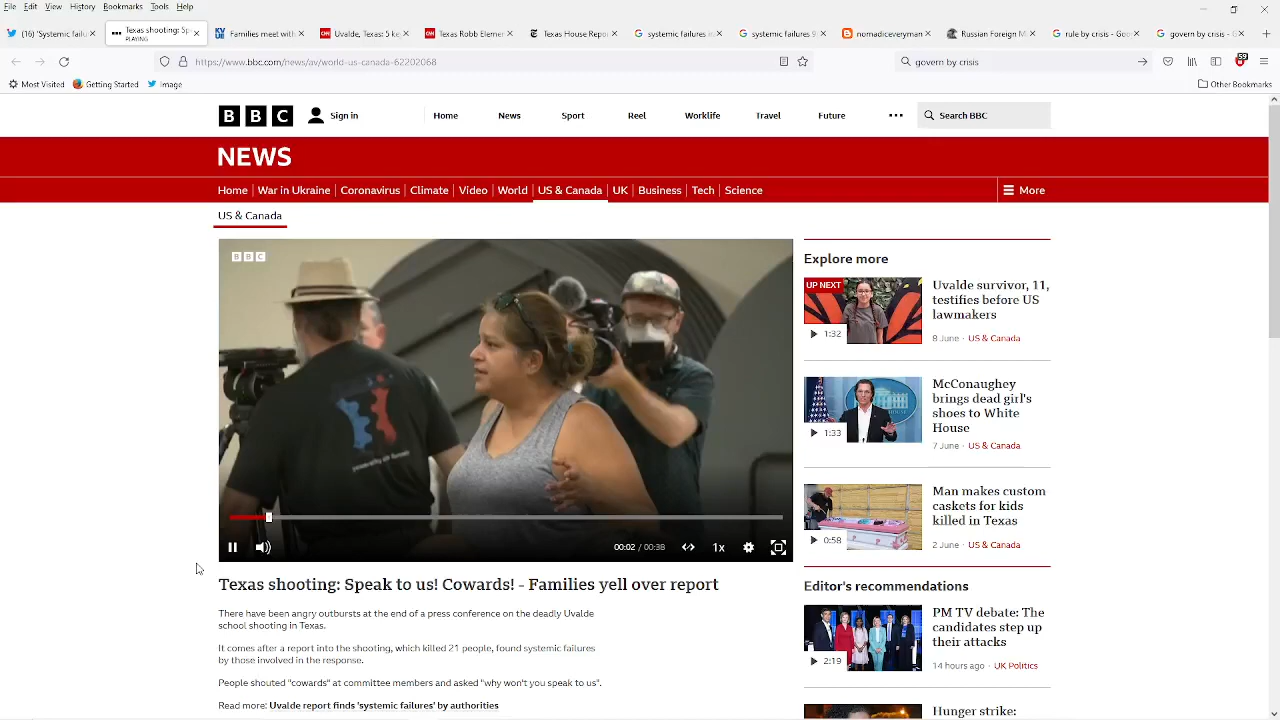 File Edit View History Bookmarks Tools Help
(16) 'Systemic failu
Texas shooting: Sp
PLAYING
Families met with
Uvalde, Texas: 5 ke
Texas Robb Elemen
Texas House Repor
systemic failures ic
systemic failures 9
nomadiceveryman
Russian Foreign M
rule by crisis - Goo
govern by crisis - G
https://www.bbc.com/news/av/world-us-canada-62202068
govern by crisis
Most Visited Getting Started Image
Other Bookmarks
BBC
Sign in
Home News Sport Reel Worklife Travel Future ...
Search BBC
NEWS
Home War in Ukraine Coronavirus Climate Video World US & Canada UK Business Tech Science
More
US & Canada
BBC
00:02 / 00:38
1x
Texas shooting: Speak to us! Cowards! - Families yell over report
There have been angry outbursts at the end of a press conference on the deadly Uvalde
school shooting in Texas.
It comes after a report into the shooting, which killed 21 people, found systemic failures
by those involved in the response.
People shouted "cowards" at committee members and asked "why won't you speak to us".
Read more: Uvalde report finds 'systemic failures' by authorities
Explore more
UP NEXT
1:32
Uvalde survivor, 11,
testifies before US
lawmakers
8 June · US & Canada
1:33
McConaughey
brings dead girl's
shoes to White
House
7 June · US & Canada
0:58
Man makes custom
caskets for kids
killed in Texas
2 June · US & Canada
Editor's recommendations
2:19
PM TV debate: The
candidates step up
their attacks
14 hours ago · UK Politics
Hunger strike: